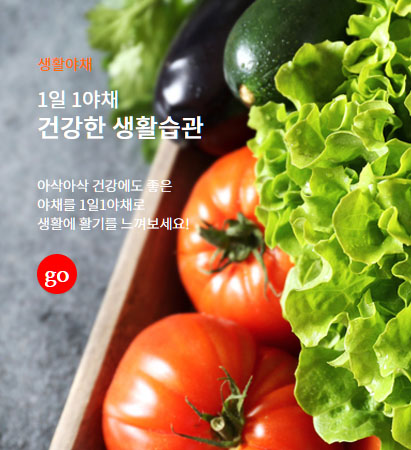 생활야채
1일 1야채
건강한 생활습관
아삭아삭 건강에도 좋은
야채를 1일1야채로
생활에 활기를 느껴보세요!
go